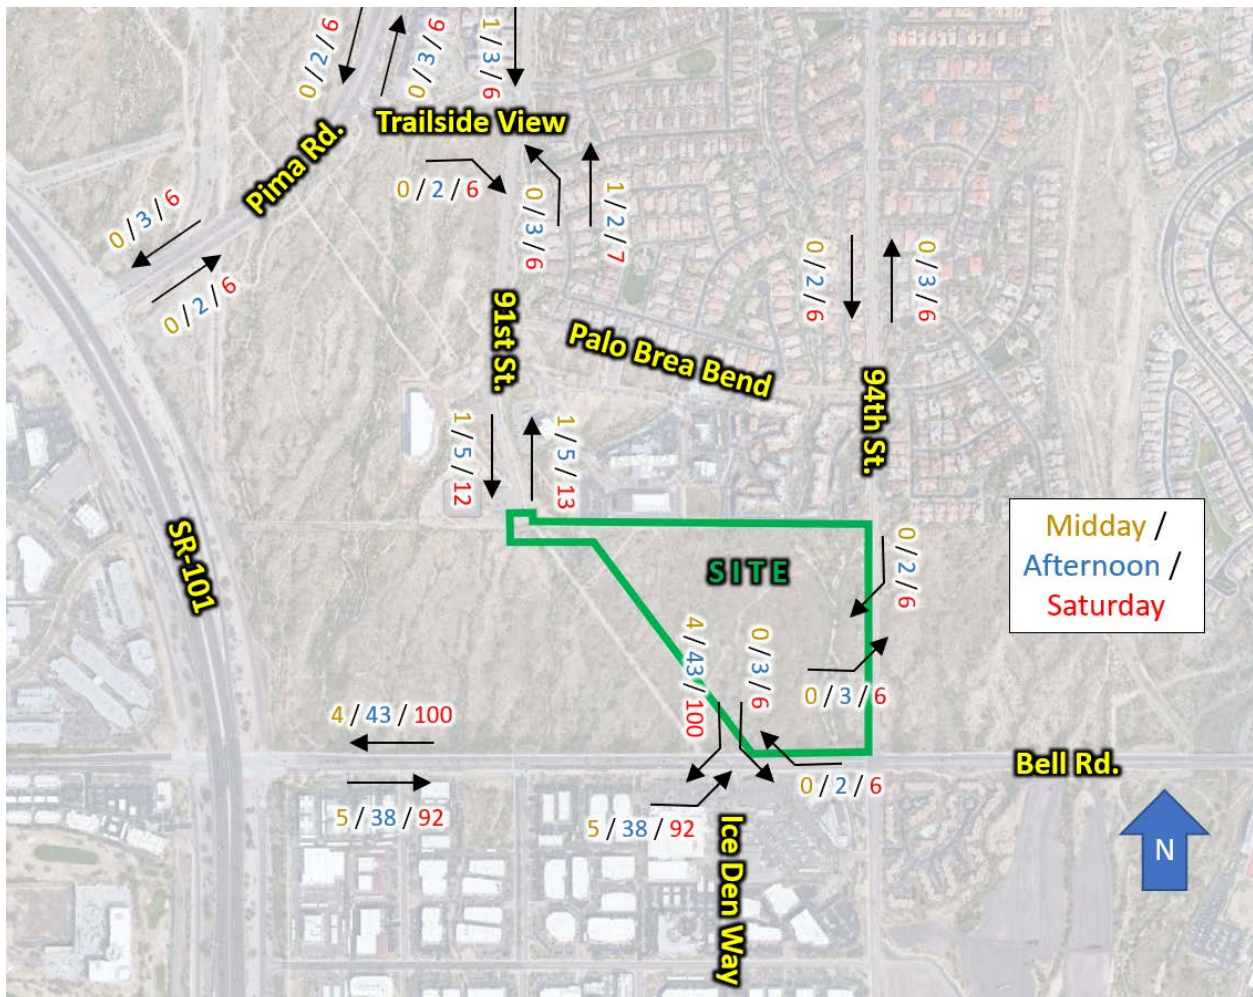 0 / 2 / 6
0 / 3 / 6
1 / 3 / 6
Trailside View
Pima Rd.
0 / 2 / 6
0 / 3 / 6
1 / 2 / 7
0 / 3 / 6
0 / 2 / 6
0 / 2 / 6
0 / 3 / 6
91st St.
Palo Brea Bend
94th St.
1 / 5 / 12
1 / 5 / 13
SR-101
SITE
0 / 2 / 6
Midday /
Afternoon /
Saturday
4 / 43 / 100
0 / 3 / 6
0 / 3 / 6
4 / 43 / 100
5 / 38 / 92
5 / 38 / 92
0 / 2 / 6
Bell Rd.
Ice Den Way
N